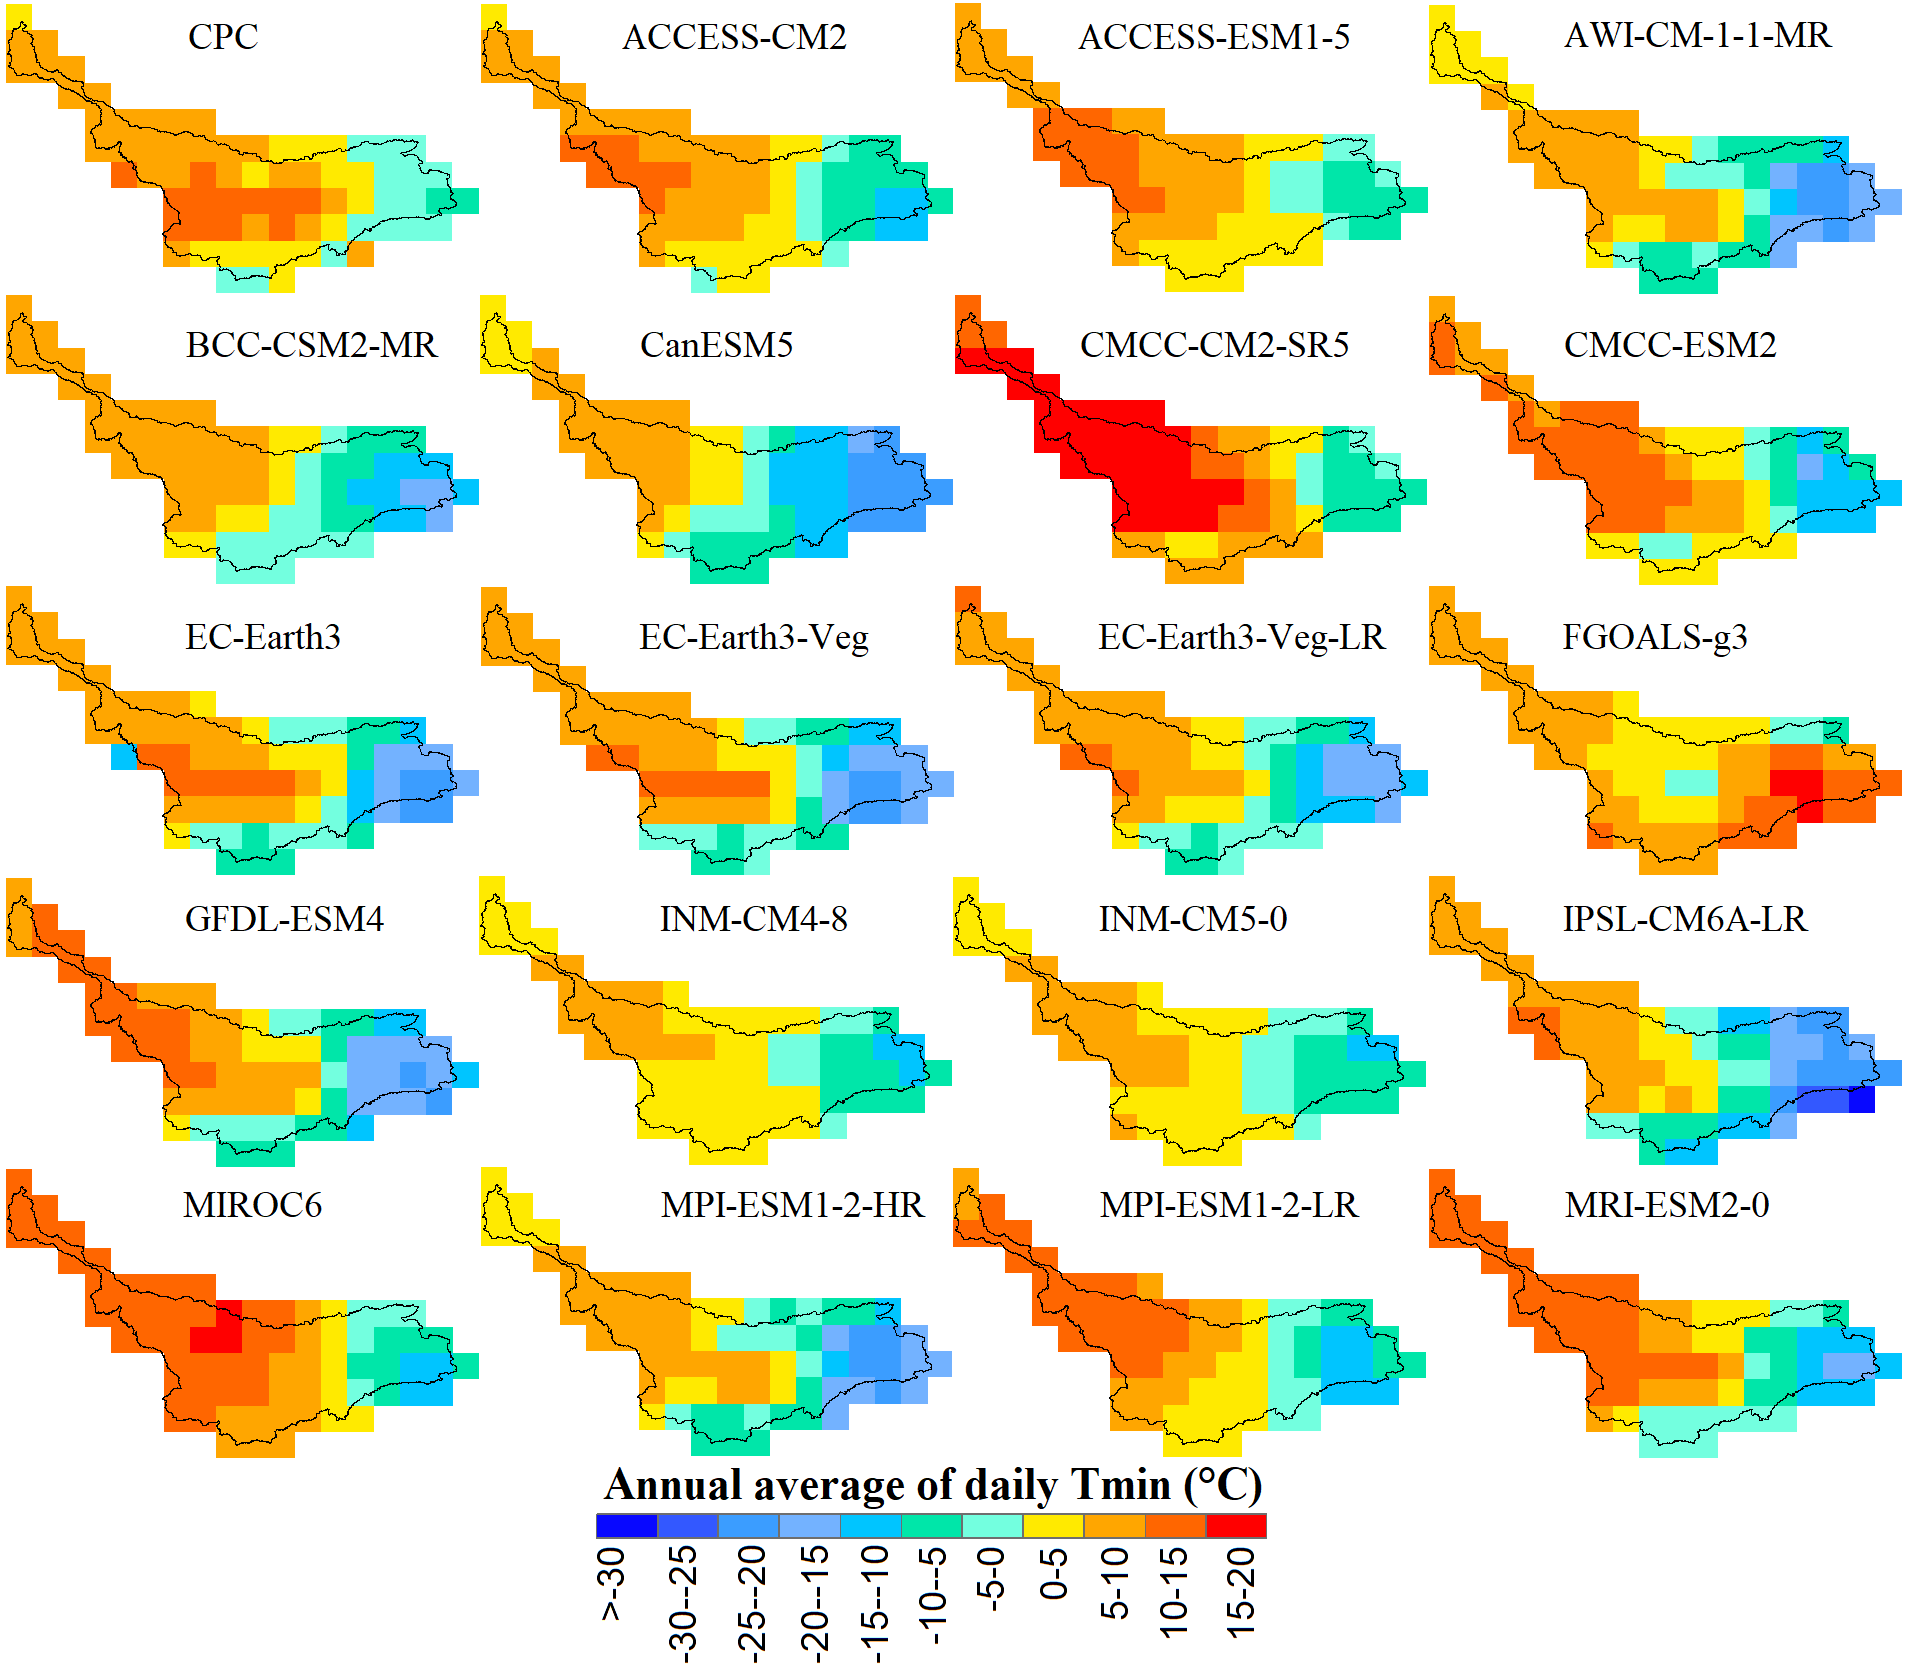 CPC
ACCESS-CM2
ACCESS-ESM1-5
AWI-CM-1-1-MR
BCC-CSM2-MR
CanESM5
CMCC-CM2-SR5
CMCC-ESM2
EC-Earth3
EC-Earth3-Veg
EC-Earth3-Veg-LR
FGOALS-g3
GFDL-ESM4
INM-CM4-8
INM-CM5-0
IPSL-CM6A-LR
MIROC6
MPI-ESM1-2-HR
MPI-ESM1-2-LR
MRI-ESM2-0
Annual average of daily Tmin (°C)
>-30
-30--25
-25--20
-20--15
-15--10
-10--5
-5-0
0-5
5-10
10-15
15-20